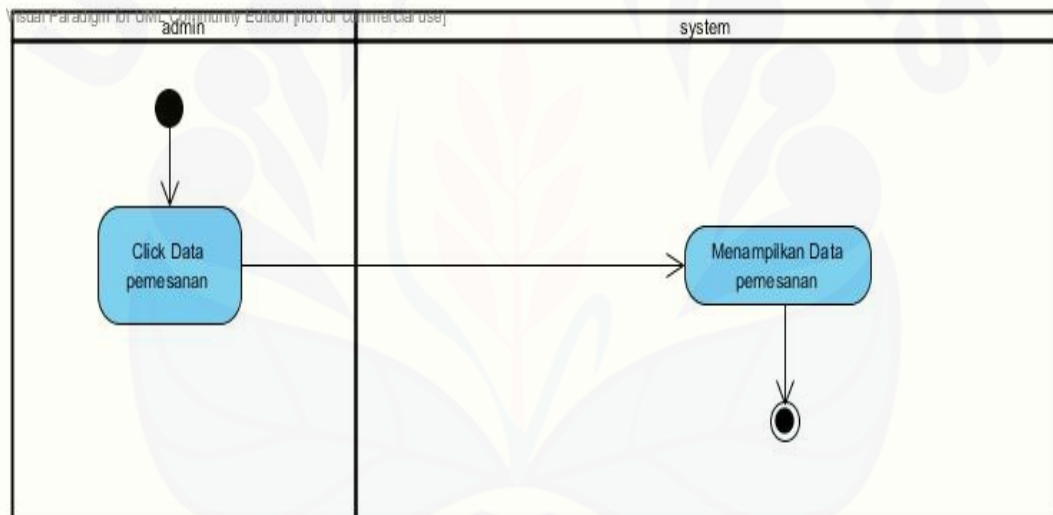 Visual Paradigm for UML Community Edition [not for commercial use]
admin
system
Click Data
pemesanan
Menampilkan Data
pemesanan